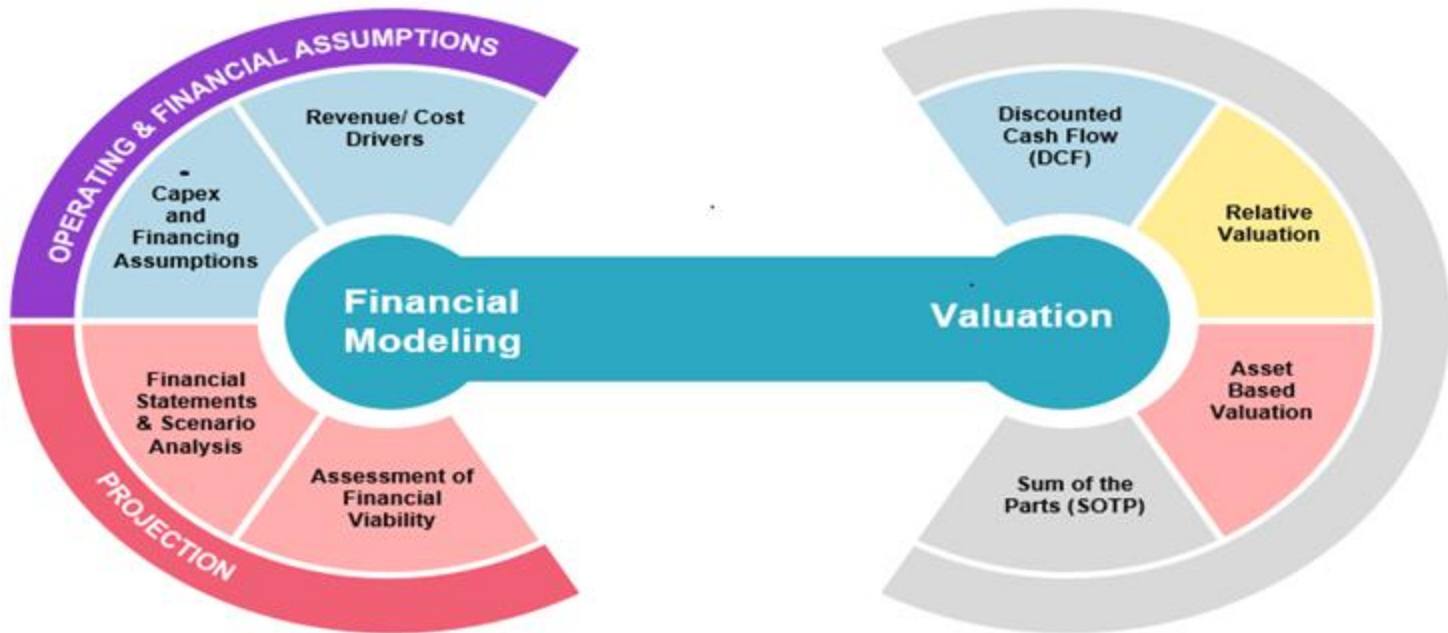 OPERATING & FINANCIAL ASSUMPTIONS
Revenue/ Cost
Drivers
Capex
and
Financing
Assumptions
Financial
Modeling
Financial
Statements
& Scenario
Analysis
Assessment of
Financial
Viability
PROJECTION
Valuation
Discounted
Cash Flow
(DCF)
Relative
Valuation
Asset
Based
Valuation
Sum of the
Parts (SOTP)